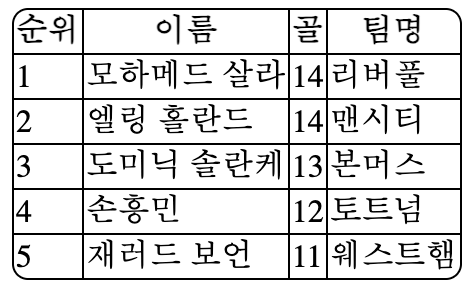 순위 이름 골 팀명
1 모하메드 살라 14 리버풀
2 엘링 홀란드 14 맨시티
3 도미닉 솔란케 13 본머스
4 손흥민 12 토트넘
5 재러드 보언 11 웨스트햄